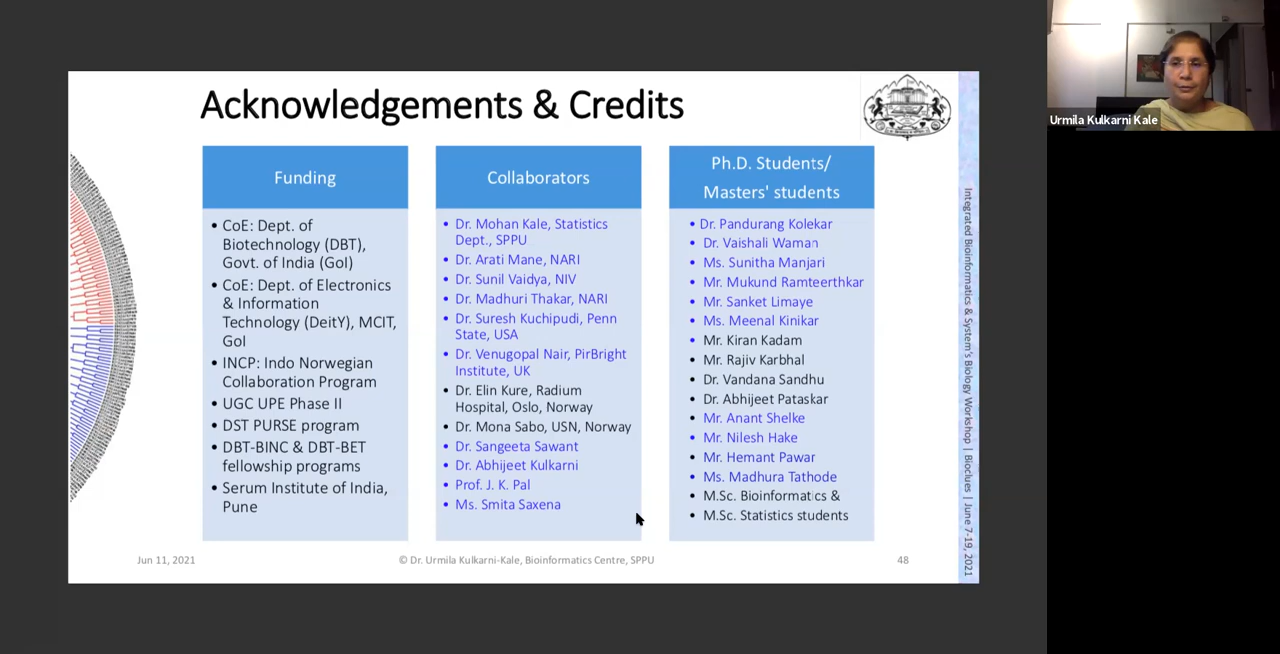 Acknowledgements & Credits
Funding
• CoE: Dept. of
Biotechnology (DBT),
Govt. of India (GoI)
• CoE: Dept. of Electronics
& Information
Technology (DeitY), MCIT,
GoI
• INCP: Indo Norwegian
Collaboration Program
• UGC UPE Phase II
• DST PURSE program
• DBT-BINC & DBT-BET
fellowship programs
• Serum Institute of India,
Pune
Collaborators
• Dr. Mohan Kale, Statistics
Dept., SPPU
• Dr. Arati Mane, NARI
• Dr. Sunil Vaidya, NIV
• Dr. Madhuri Thakar, NARI
• Dr. Suresh Kuchipudi, Penn
State, USA
• Dr. Venugopal Nair, PirBright
Institute, UK
• Dr. Elin Kure, Radium
Hospital, Oslo, Norway
• Dr. Mona Sabo, USN, Norway
• Dr. Sangeeta Sawant
• Dr. Abhijeet Kulkarni
• Prof. J. K. Pal
• Ms. Smita Saxena
Ph.D. Students/
Masters' students
• Dr. Pandurang Kolekar
• Dr. Vaishali Waman
• Ms. Sunitha Manjari
• Mr. Mukund Ramteerthkar
• Mr. Sanket Limaye
• Ms. Meenal Kinikar
• Mr. Kiran Kadam
• Mr. Rajiv Karbhal
• Dr. Vandana Sandhu
• Dr. Abhijeet Pataskar
• Mr. Anant Shelke
• Mr. Nilesh Hake
• Mr. Hemant Pawar
• Ms. Madhura Tathode
• M.Sc. Bioinformatics &
• M.Sc. Statistics students
Jun 11, 2021
© Dr. Urmila Kulkarni-Kale, Bioinformatics Centre, SPPU
48
Integrated Bioinformatics & System's Biology Workshop | Bioclues | June 7-19, 2021
Urmila Kulkarni Kale